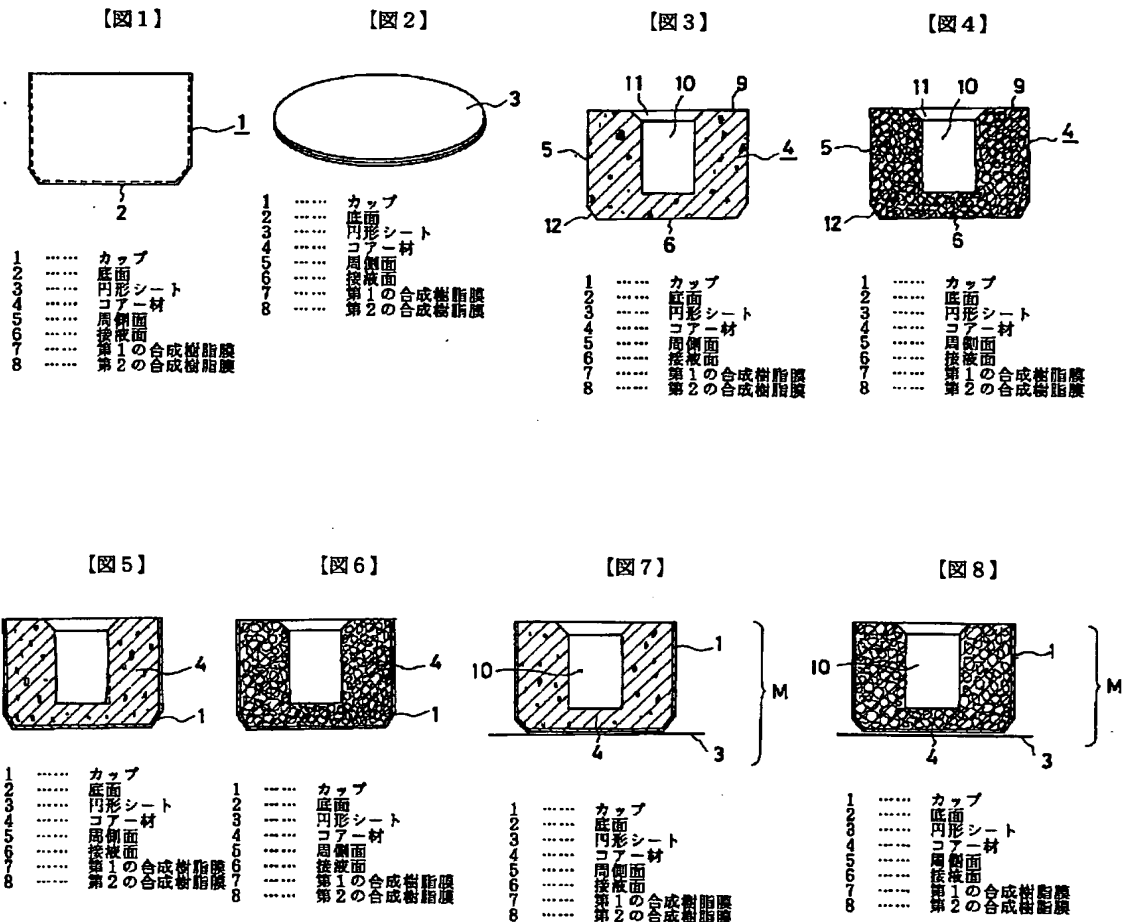 【図1】
1
2
1 …… カップ
2 …… 底面
3 …… 円形シート
4 …… コアー材
5 …… 周側面
6 …… 接液面
7 …… 第1の合成樹脂膜
8 …… 第2の合成樹脂膜
【図2】
3
1 …… カップ
2 …… 底面
3 …… 円形シート
4 …… コアー材
5 …… 周側面
6 …… 接液面
7 …… 第1の合成樹脂膜
8 …… 第2の合成樹脂膜
【図3】
11 10 9
5 4
12 6
1 …… カップ
2 …… 底面
3 …… 円形シート
4 …… コアー材
5 …… 周側面
6 …… 接液面
7 …… 第1の合成樹脂膜
8 …… 第2の合成樹脂膜
【図4】
11 10 9
5 4
12 6
1 …… カップ
2 …… 底面
3 …… 円形シート
4 …… コアー材
5 …… 周側面
6 …… 接液面
7 …… 第1の合成樹脂膜
8 …… 第2の合成樹脂膜
【図5】
4
1
1 …… カップ
2 …… 底面
3 …… 円形シート
4 …… コアー材
5 …… 周側面
6 …… 接液面
7 …… 第1の合成樹脂膜
8 …… 第2の合成樹脂膜
【図6】
4
1
1 …… カップ
2 …… 底面
3 …… 円形シート
4 …… コアー材
5 …… 周側面
6 …… 接液面
7 …… 第1の合成樹脂膜
8 …… 第2の合成樹脂膜
【図7】
1
10 M
4 3
1 …… カップ
2 …… 底面
3 …… 円形シート
4 …… コアー材
5 …… 周側面
6 …… 接液面
7 …… 第1の合成樹脂膜
8 …… 第2の合成樹脂膜
【図8】
1
10 M
4 3
1 …… カップ
2 …… 底面
3 …… 円形シート
4 …… コアー材
5 …… 周側面
6 …… 接液面
7 …… 第1の合成樹脂膜
8 …… 第2の合成樹脂膜